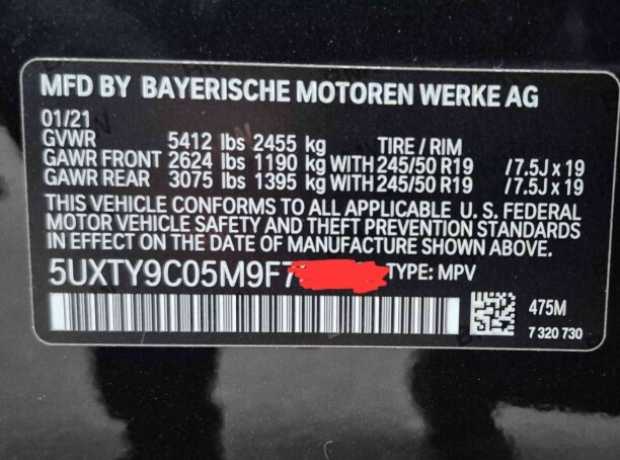 MFD BY BAYERISCHE MOTOREN WERKE AG
01/21
GVWR 5412 lbs 2455 kg TIRE / RIM
GAWR FRONT 2624 lbs 1190 kg WITH 245/50 R19 /7.5J x 19
GAWR REAR 3075 lbs 1395 kg WITH 245/50 R19 /7.5J x 19
THIS VEHICLE CONFORMS TO ALL APPLICABLE U. S. FEDERAL
MOTOR VEHICLE SAFETY AND THEFT PREVENTION STANDARDS
IN EFFECT ON THE DATE OF MANUFACTURE SHOWN ABOVE.
5UXTY9C05M9F7 TYPE: MPV
475M
7 320 730